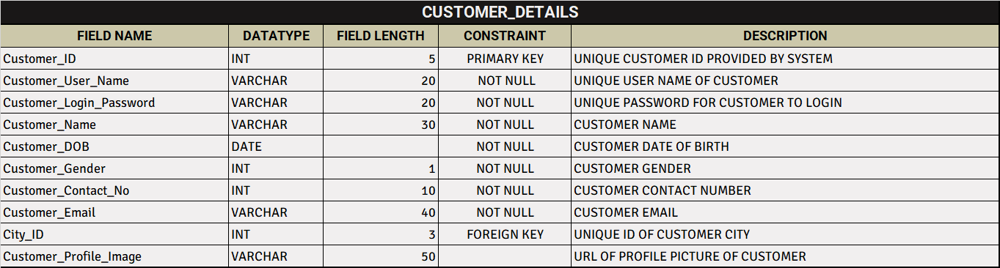 CUSTOMER_DETAILS
FIELD NAME DATATYPE FIELD LENGTH CONSTRAINT DESCRIPTION
Customer_ID INT 5 PRIMARY KEY UNIQUE CUSTOMER ID PROVIDED BY SYSTEM
Customer_User_Name VARCHAR 20 NOT NULL UNIQUE USER NAME OF CUSTOMER
Customer_Login_Password VARCHAR 20 NOT NULL UNIQUE PASSWORD FOR CUSTOMER TO LOGIN
Customer_Name VARCHAR 30 NOT NULL CUSTOMER NAME
Customer_DOB DATE NOT NULL CUSTOMER DATE OF BIRTH
Customer_Gender INT 1 NOT NULL CUSTOMER GENDER
Customer_Contact_No INT 10 NOT NULL CUSTOMER CONTACT NUMBER
Customer_Email VARCHAR 40 NOT NULL CUSTOMER EMAIL
City_ID INT 3 FOREIGN KEY UNIQUE ID OF CUSTOMER CITY
Customer_Profile_Image VARCHAR 50 URL OF PROFILE PICTURE OF CUSTOMER